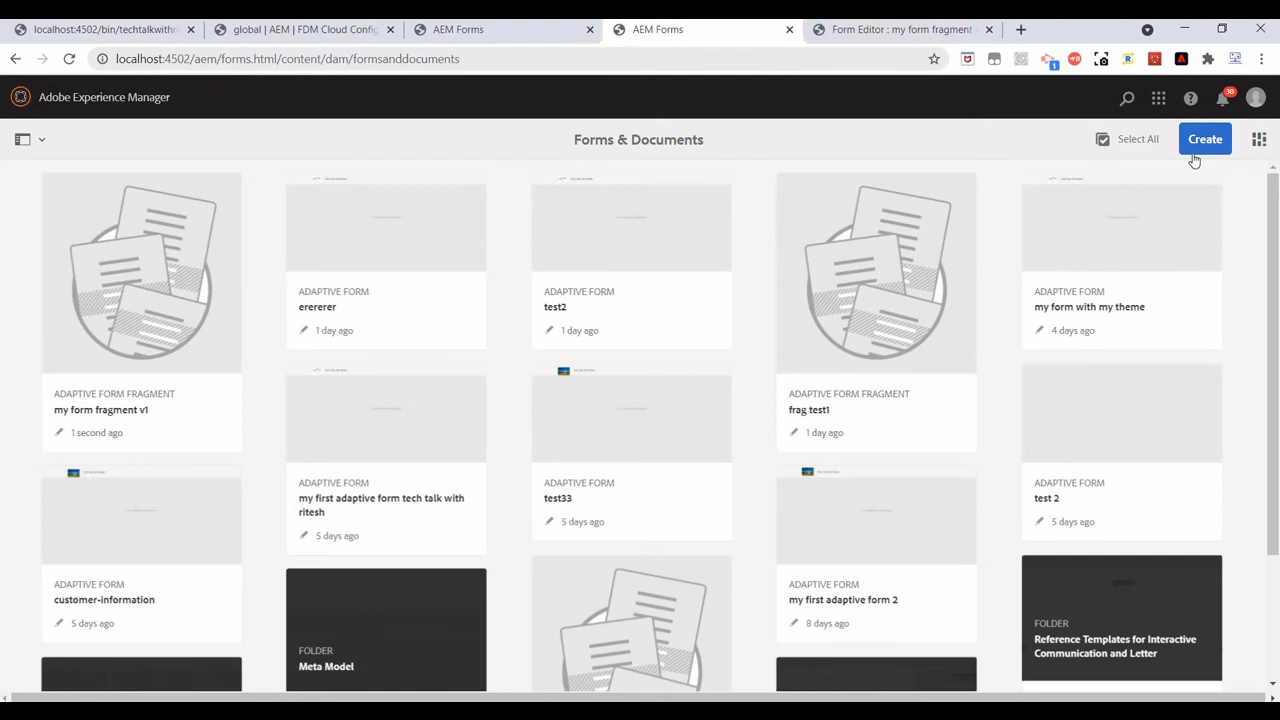 localhost:4502/bin/techtalkwithri
global | AEM | FDM Cloud Config
AEM Forms
AEM Forms
Form Editor : my form fragment
localhost:4502/aem/forms.html/content/dam/formsanddocuments
1
Adobe Experience Manager
30
Forms & Documents
Select All
Create
ADAPTIVE FORM FRAGMENT
my form fragment v1
1 second ago
ADAPTIVE FORM
customer-information
5 days ago
ADAPTIVE FORM
erererer
1 day ago
ADAPTIVE FORM
my first adaptive form tech talk with
ritesh
5 days ago
FOLDER
Meta Model
ADAPTIVE FORM
test2
1 day ago
ADAPTIVE FORM
test33
5 days ago
ADAPTIVE FORM FRAGMENT
frag test1
1 day ago
ADAPTIVE FORM
my first adaptive form 2
8 days ago
ADAPTIVE FORM
my form with my theme
4 days ago
ADAPTIVE FORM
test 2
5 days ago
FOLDER
Reference Templates for Interactive
Communication and Letter